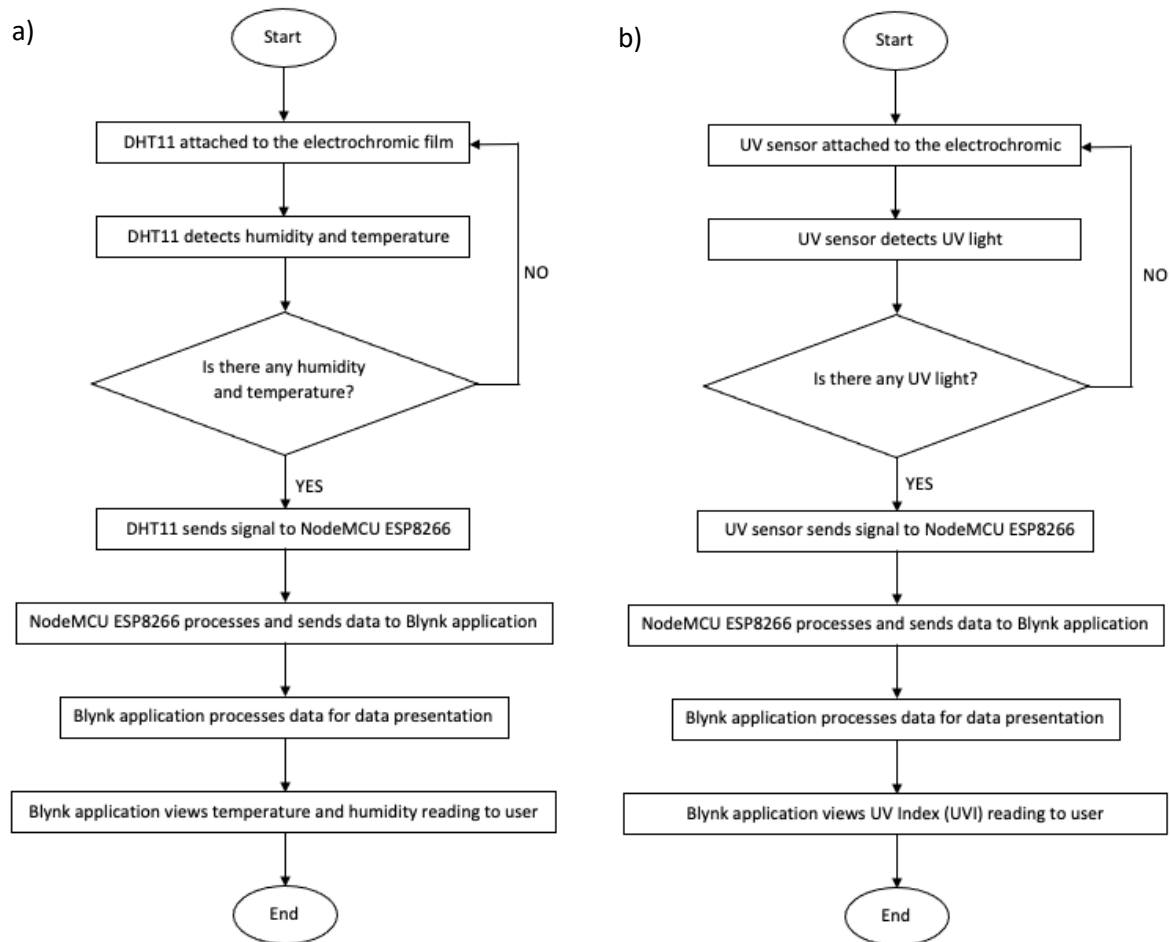 a)
Start
DHT11 attached to the electrochromic film
DHT11 detects humidity and temperature
NO
Is there any humidity
and temperature?
YES
DHT11 sends signal to NodeMCU ESP8266
NodeMCU ESP8266 processes and sends data to Blynk application
Blynk application processes data for data presentation
Blynk application views temperature and humidity reading to user
End
b)
Start
UV sensor attached to the electrochromic
UV sensor detects UV light
NO
Is there any UV light?
YES
UV sensor sends signal to NodeMCU ESP8266
NodeMCU ESP8266 processes and sends data to Blynk application
Blynk application processes data for data presentation
Blynk application views UV Index (UVI) reading to user
End